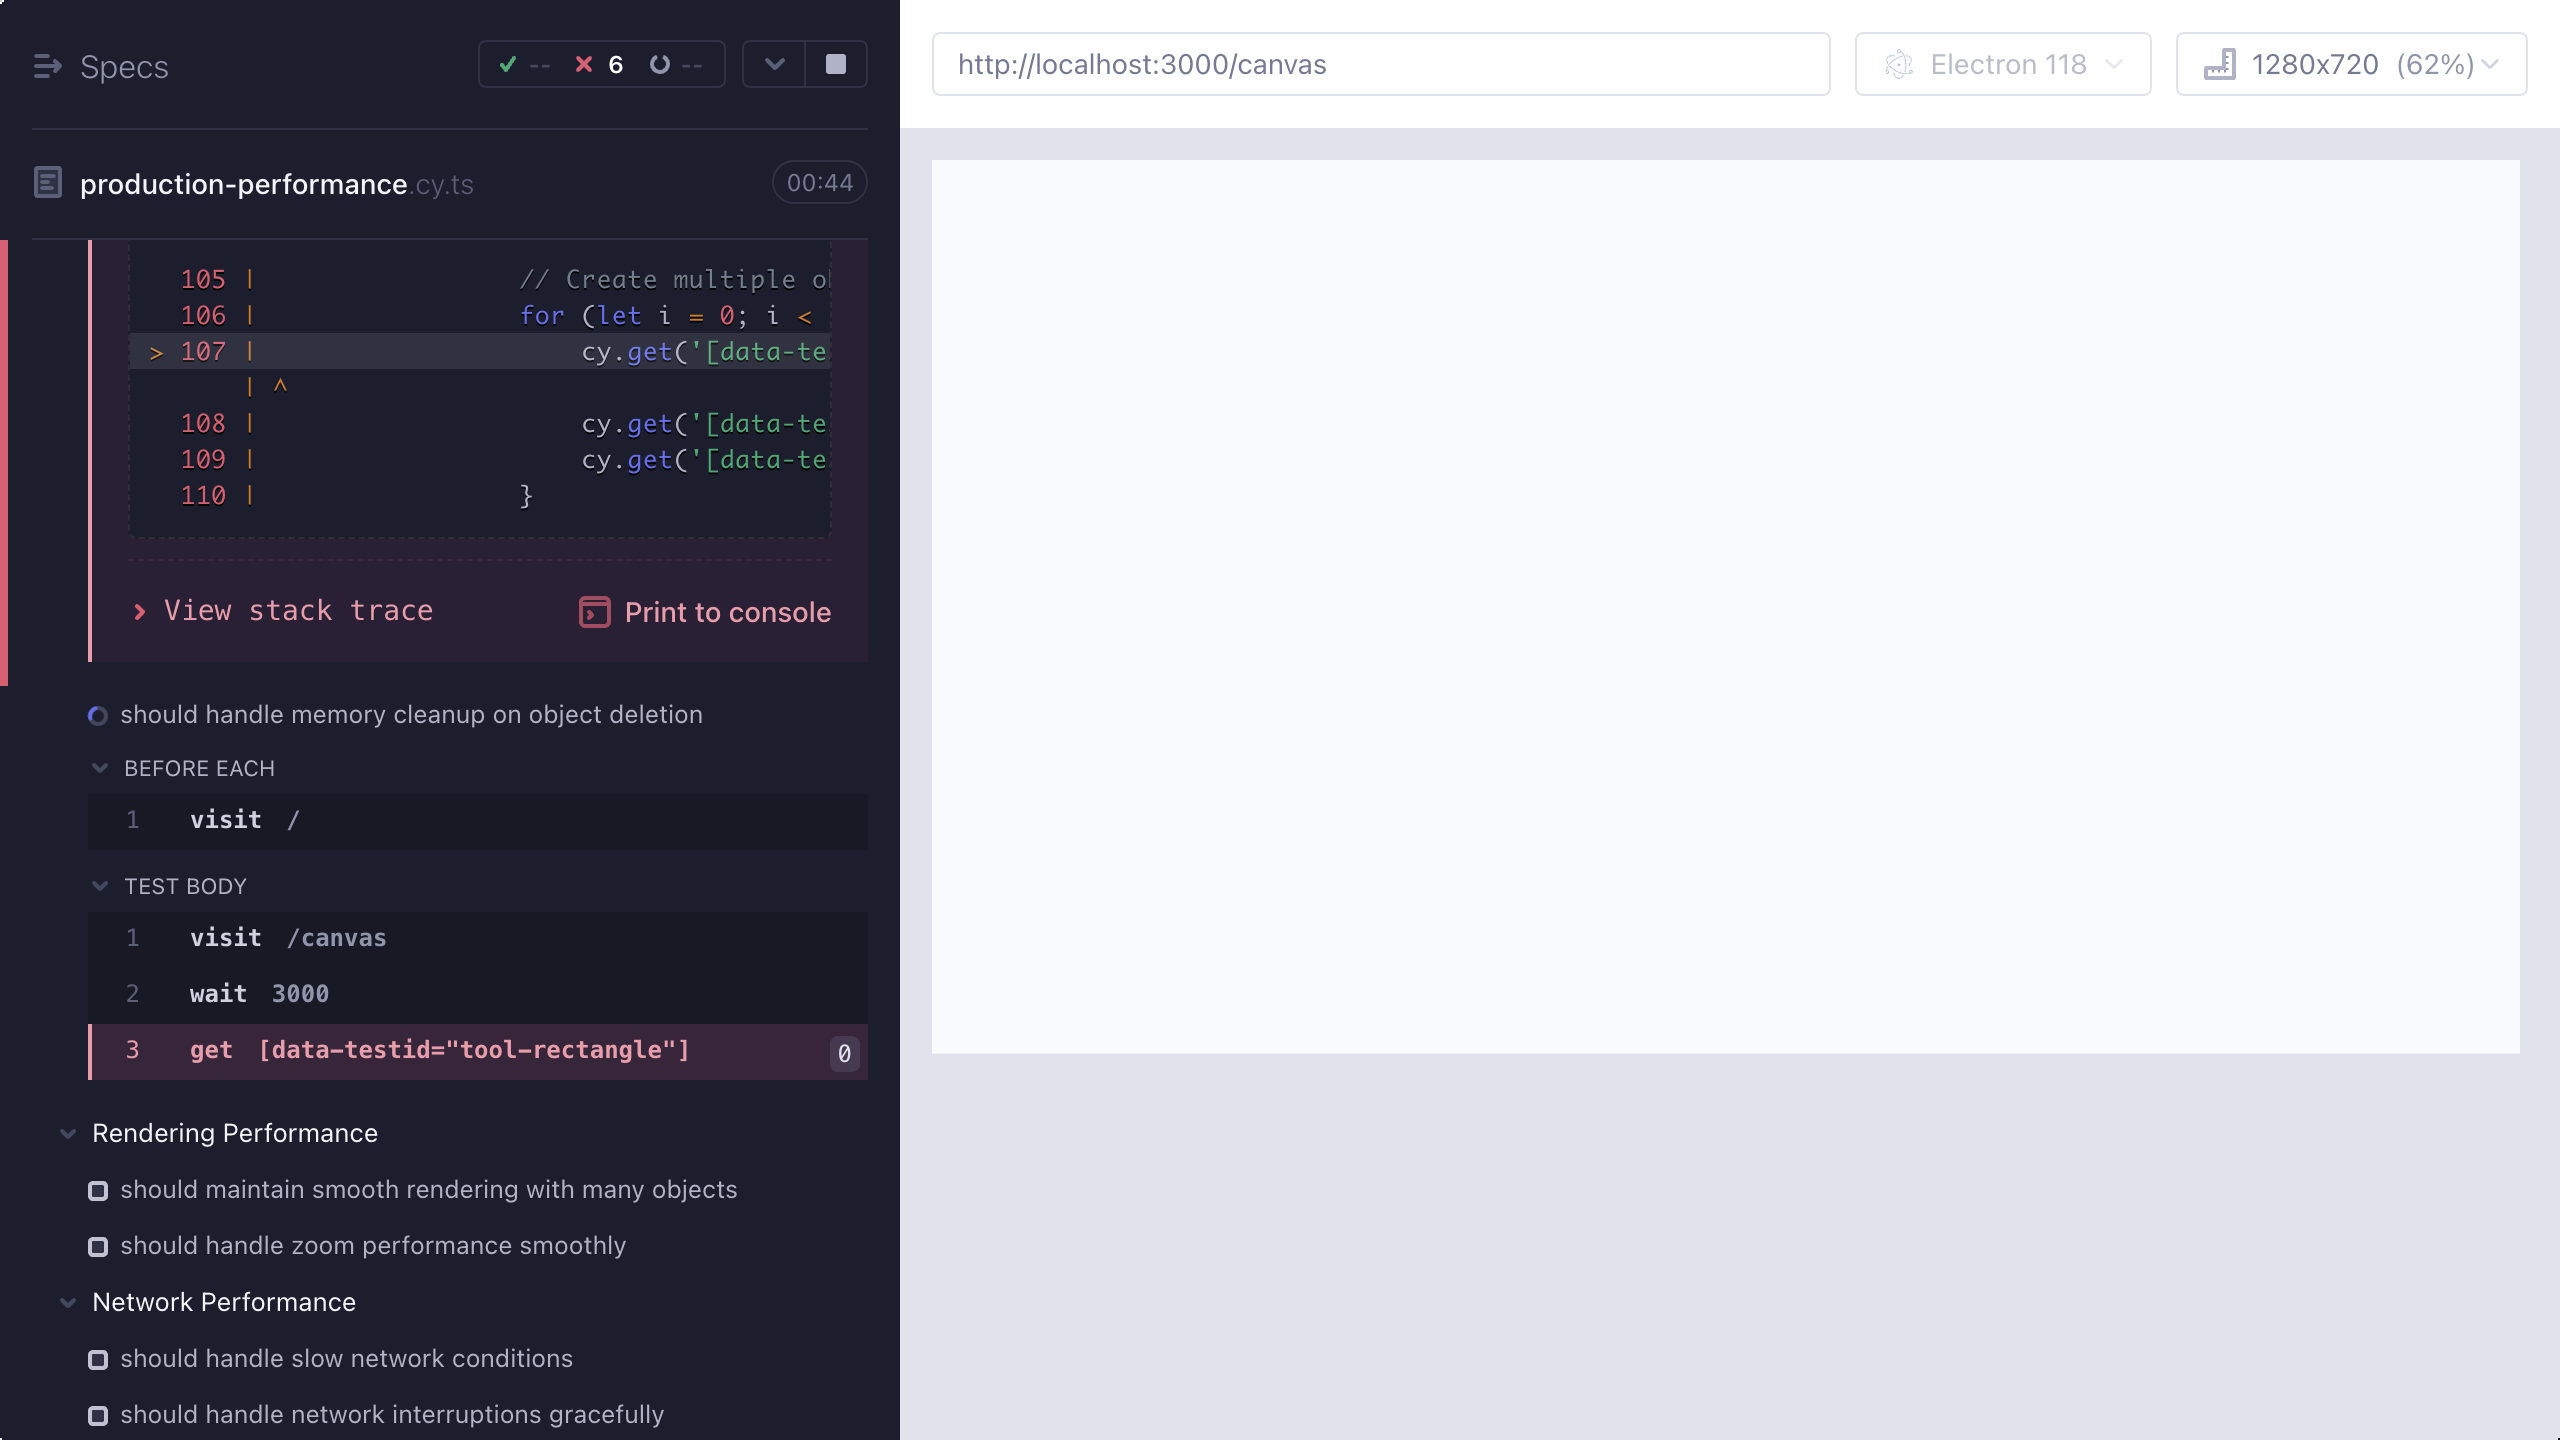 Specs
-- 6 --
production-performance.cy.ts
00:44
105 | // Create multiple o
106 | for (let i = 0; i <
> 107 | cy.get('[data-te
| ^
108 | cy.get('[data-te
109 | cy.get('[data-te
110 | }
View stack trace
Print to console
should handle memory cleanup on object deletion
BEFORE EACH
1 visit /
TEST BODY
1 visit /canvas
2 wait 3000
3 get [data-testid="tool-rectangle"] 0
Rendering Performance
should maintain smooth rendering with many objects
should handle zoom performance smoothly
Network Performance
should handle slow network conditions
should handle network interruptions gracefully
http://localhost:3000/canvas
Electron 118
1280x720 (62%)